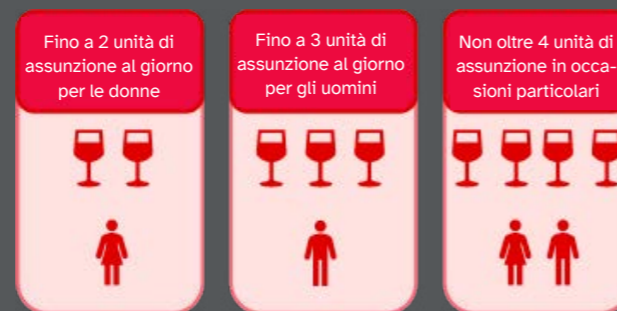 Fino a 2 unità di
assunzione al giorno
per le donne
Fino a 3 unità di
assunzione al giorno
per gli uomini
Non oltre 4 unità di
assunzione in occa-
sioni particolari